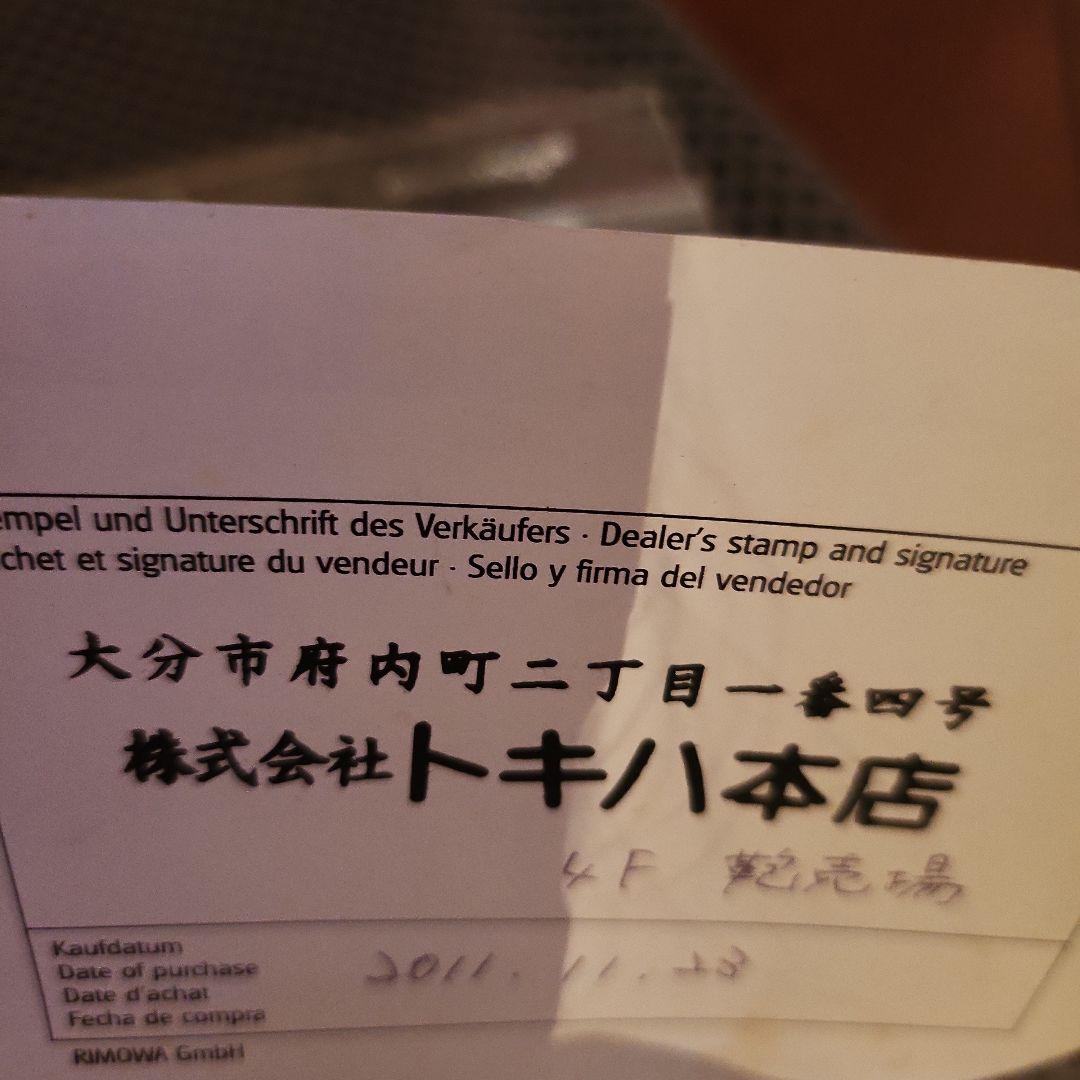 empel und Unterschrift des Verkäufers · Dealer's stamp and signature
chet et signature du vendeur · Sello y firma del vendedor
大分市府内町二丁目一番四号
株式会社トキハ本店
4F 鞄売場
Kaufdatum
Date of purchase 2011.11.23
Date d'achat
Fecha de compra
RIMOWA GmbH